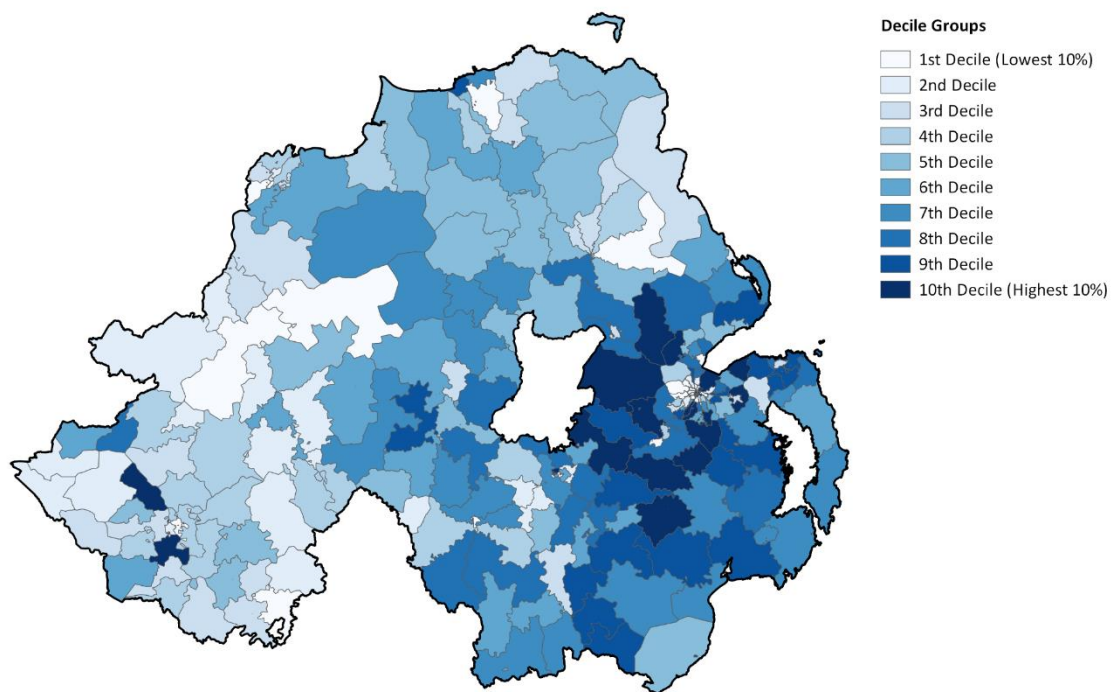 Decile Groups
1st Decile (Lowest 10%)
2nd Decile
3rd Decile
4th Decile
5th Decile
6th Decile
7th Decile
8th Decile
9th Decile
10th Decile (Highest 10%)